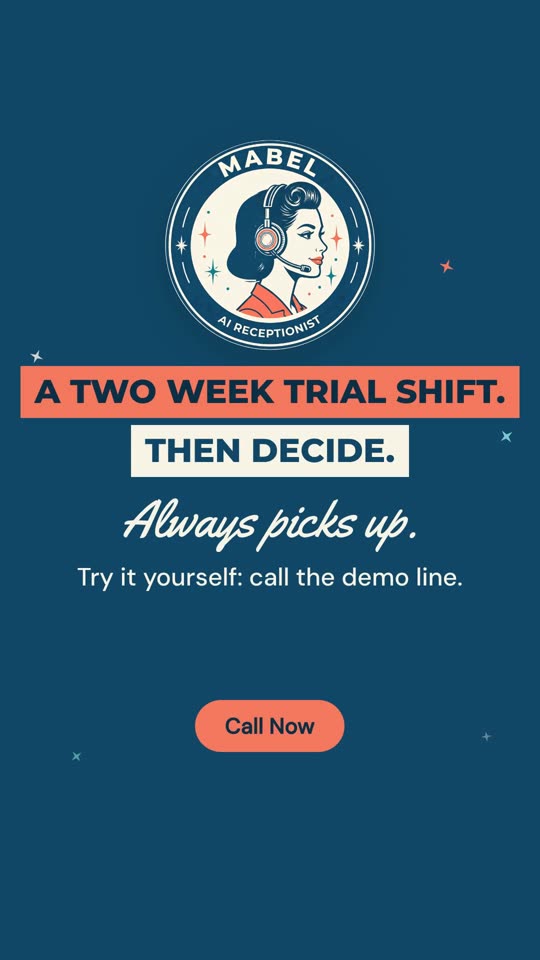 MABEL
AI RECEPTIONIST
A TWO WEEK TRIAL SHIFT.
THEN DECIDE.
Always picks up.
Try it yourself: call the demo line.
Call Now